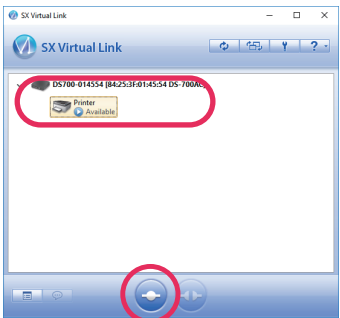 SX Virtual Link
SX Virtual Link
?
DS700-014554 [84:25:3F:01:45:54 DS-700AC]
Printer
Available